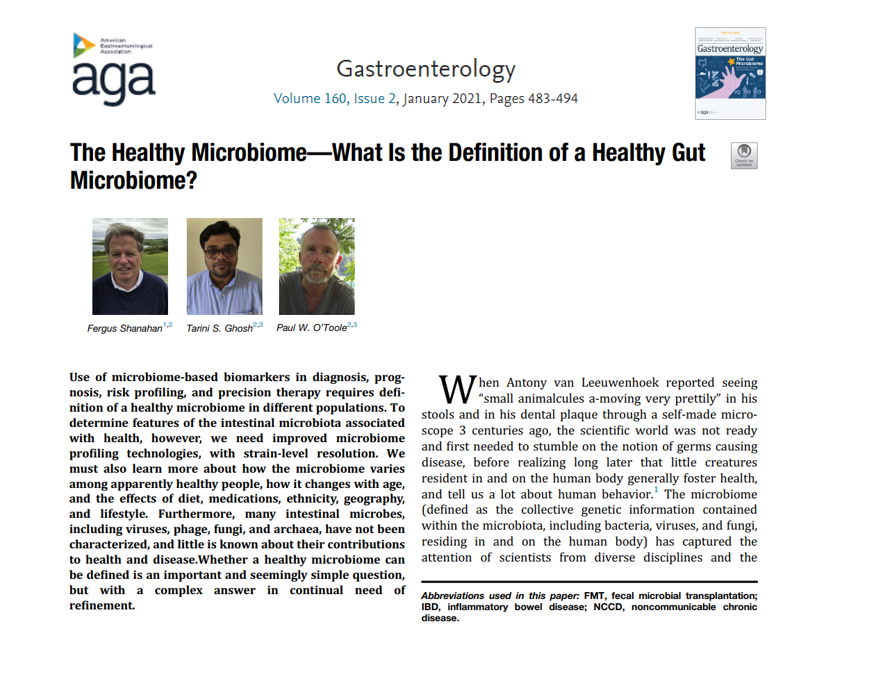 American
Gastroenterological
Association
aga
Gastroenterology
Volume 160, Issue 2, January 2021, Pages 483-494
Gastroenterology
The Gut
Microbiome
aga
The Healthy Microbiome—What Is the Definition of a Healthy Gut
Microbiome?
Check for
updates
Fergus Shanahan1,2
Tarini S. Ghosh2,3
Paul W. O'Toole2,3
Use of microbiome-based biomarkers in diagnosis, prog-
nosis, risk profiling, and precision therapy requires defi-
nition of a healthy microbiome in different populations. To
determine features of the intestinal microbiota associated
with health, however, we need improved microbiome
profiling technologies, with strain-level resolution. We
must also learn more about how the microbiome varies
among apparently healthy people, how it changes with age,
and the effects of diet, medications, ethnicity, geography,
and lifestyle. Furthermore, many intestinal microbes,
including viruses, phage, fungi, and archaea, have not been
characterized, and little is known about their contributions
to health and disease.Whether a healthy microbiome can
be defined is an important and seemingly simple question,
but with a complex answer in continual need of
refinement.
When Antony van Leeuwenhoek reported seeing
“small animalcules a-moving very prettily” in his
stools and in his dental plaque through a self-made micro-
scope 3 centuries ago, the scientific world was not ready
and first needed to stumble on the notion of germs causing
disease, before realizing long later that little creatures
resident in and on the human body generally foster health,
and tell us a lot about human behavior.1 The microbiome
(defined as the collective genetic information contained
within the microbiota, including bacteria, viruses, and fungi,
residing in and on the human body) has captured the
attention of scientists from diverse disciplines and the
Abbreviations used in this paper: FMT, fecal microbial transplantation;
IBD, inflammatory bowel disease; NCCD, noncommunicable chronic
disease.